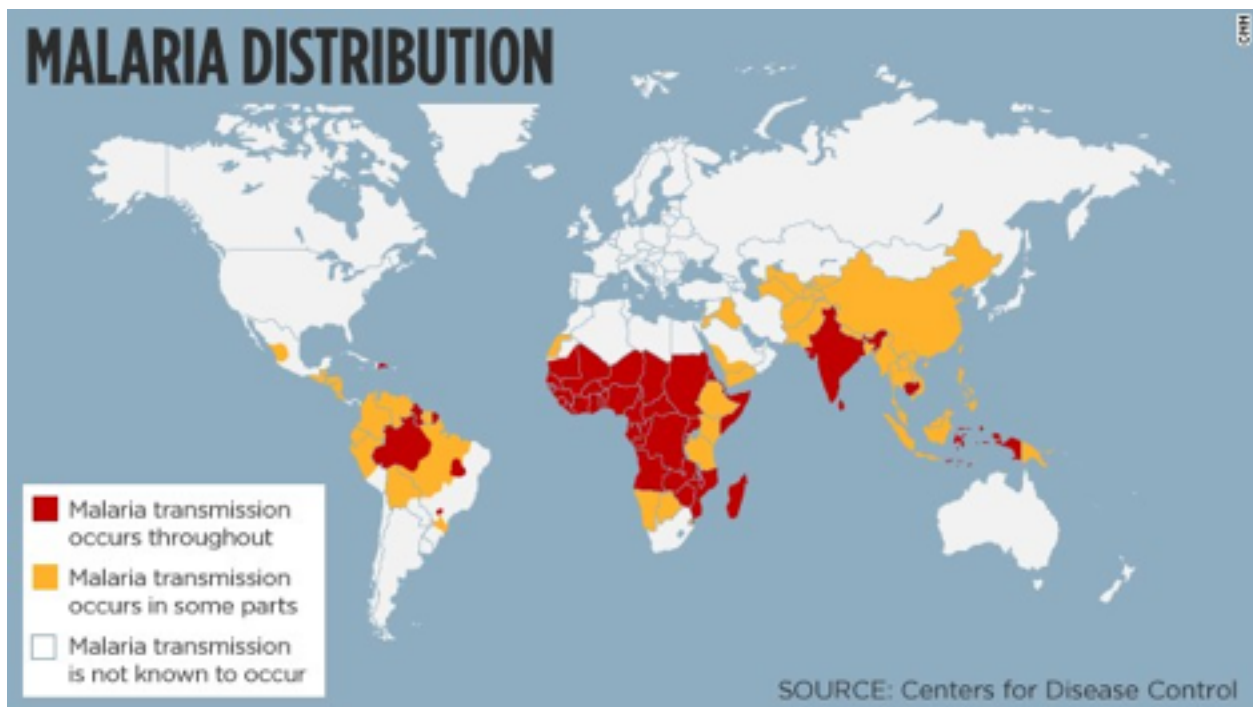 MALARIA DISTRIBUTION
CNN
Malaria transmission
occurs throughout
Malaria transmission
occurs in some parts
Malaria transmission
is not known to occur
SOURCE: Centers for Disease Control